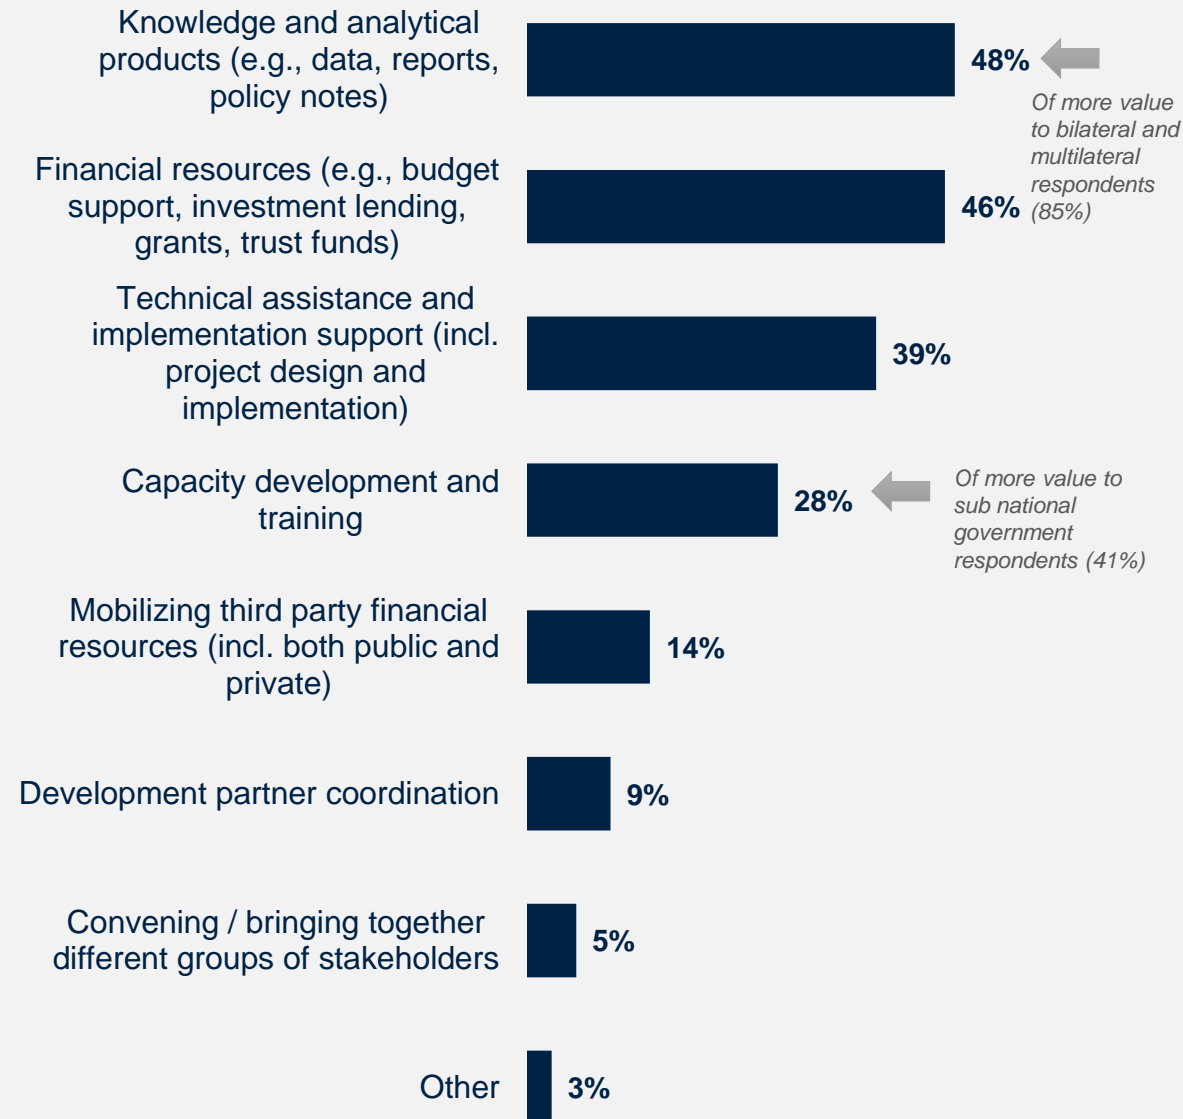 Knowledge and analytical
products (e.g., data, reports,
policy notes)
48%
Of more value
to bilateral and
multilateral
respondents
(85%)
Financial resources (e.g., budget
support, investment lending,
grants, trust funds)
46%
Technical assistance and
implementation support (incl.
project design and
implementation)
39%
Capacity development and
training
28%
Of more value to
sub national
government
respondents (41%)
Mobilizing third party financial
resources (incl. both public and
private)
14%
Development partner coordination
9%
Convening / bringing together
different groups of stakeholders
5%
Other
3%